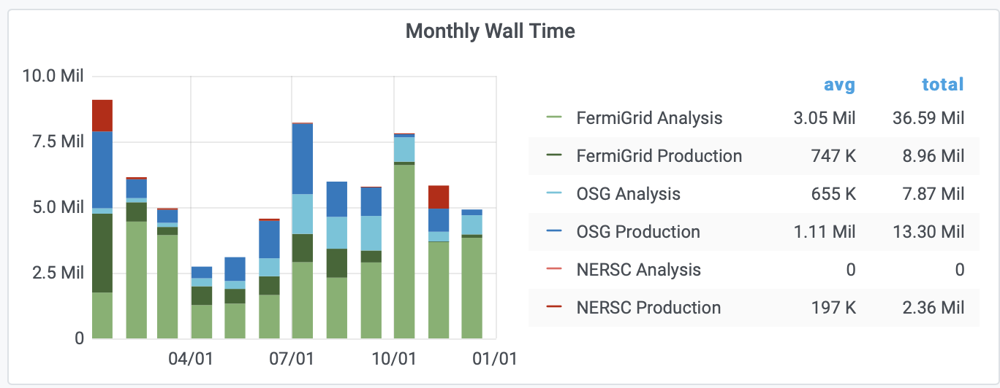 Monthly Wall Time
10.0 Mil
7.5 Mil
5.0 Mil
2.5 Mil
0
04/01 07/01 10/01 01/01
avg total
FermiGrid Analysis 3.05 Mil 36.59 Mil
FermiGrid Production 747 K 8.96 Mil
OSG Analysis 655 K 7.87 Mil
OSG Production 1.11 Mil 13.30 Mil
NERSC Analysis 0 0
NERSC Production 197 K 2.36 Mil